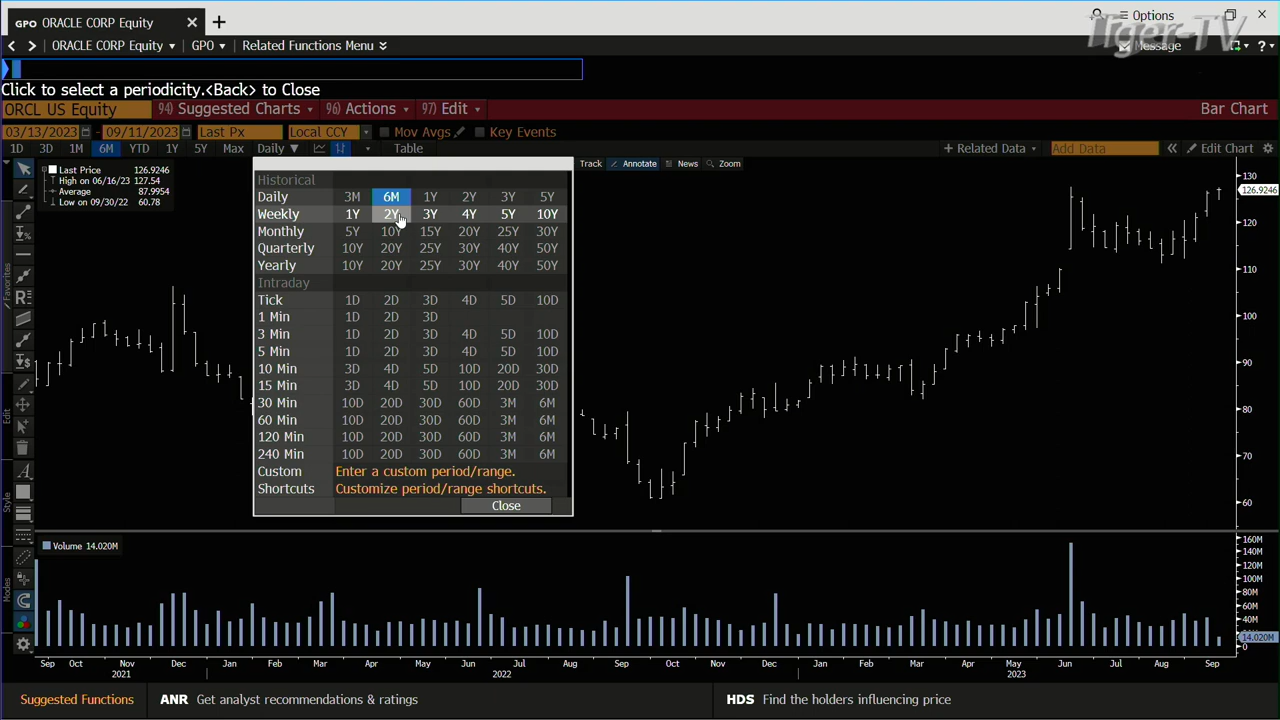 GPO ORACLE CORP Equity
Options
Tiger-TV
ORACLE CORP Equity GPO Related Functions Menu
Message ?
Click to select a periodicity.<Back> to Close
ORCL US Equity 94) Suggested Charts 96) Actions 97) Edit Bar Chart
03/13/2023 - 09/11/2023 Last Px Local CCY Mov Avgs Key Events
1D 3D 1M 6M YTD 1Y 5Y Max Daily Table + Related Data Add Data « Edit Chart
Track Annotate News Zoom
Last Price 126.9246
High on 06/16/23 127.54
Average 87.9954
Low on 09/30/22 60.78
Historical
Daily 3M 6M 1Y 2Y 3Y 5Y
Weekly 1Y 2Y 3Y 4Y 5Y 10Y
Monthly 5Y 10Y 15Y 20Y 25Y 30Y
Quarterly 10Y 20Y 25Y 30Y 40Y 50Y
Yearly 10Y 20Y 25Y 30Y 40Y 50Y
Intraday
Tick 1D 2D 3D 4D 5D 10D
1 Min 1D 2D 3D
3 Min 1D 2D 3D 4D 5D 10D
5 Min 1D 2D 3D 4D 5D 10D
10 Min 3D 4D 5D 10D 20D 30D
15 Min 3D 4D 5D 10D 20D 30D
30 Min 10D 20D 30D 60D 3M 6M
60 Min 10D 20D 30D 60D 3M 6M
120 Min 10D 20D 30D 60D 3M 6M
240 Min 10D 20D 30D 60D 3M 6M
Custom Enter a custom period/range.
Shortcuts Customize period/range shortcuts.
Close
130
126.9246
120
110
100
90
80
70
60
Favorites
Edit
Style
Modes
Volume 14.020M
160M
140M
120M
100M
80M
60M
40M
14.020M
0
Sep Oct Nov Dec Jan Feb Mar Apr May Jun Jul Aug Sep Oct Nov Dec Jan Feb Mar Apr May Jun Jul Aug Sep
2021 2022 2023
Suggested Functions ANR Get analyst recommendations & ratings HDS Find the holders influencing price